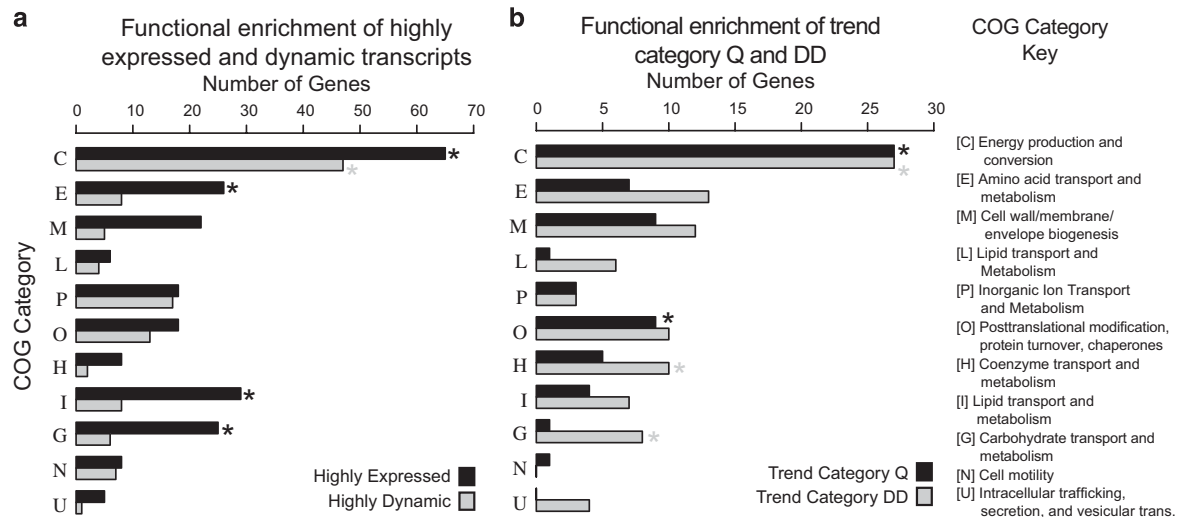 a
Functional enrichment of highly
expressed and dynamic transcripts
Number of Genes
0 10 20 30 40 50 60 70
COG Category
C
*
*
E
*
M
L
P
O
H
I
*
G
*
N
U
Highly Expressed
Highly Dynamic
b
Functional enrichment of trend
category Q and DD
Number of Genes
0 5 10 15 20 25 30
C
*
*
E
M
L
P
O
*
H
*
I
G
*
N
U
Trend Category Q
Trend Category DD
COG Category
Key
[C] Energy production and
conversion
[E] Amino acid transport and
metabolism
[M] Cell wall/membrane/
envelope biogenesis
[L] Lipid transport and
Metabolism
[P] Inorganic Ion Transport
and Metabolism
[O] Posttranslational modification,
protein turnover, chaperones
[H] Coenzyme transport and
metabolism
[I] Lipid transport and
metabolism
[G] Carbohydrate transport and
metabolism
[N] Cell motility
[U] Intracellular trafficking,
secretion, and vesicular trans.